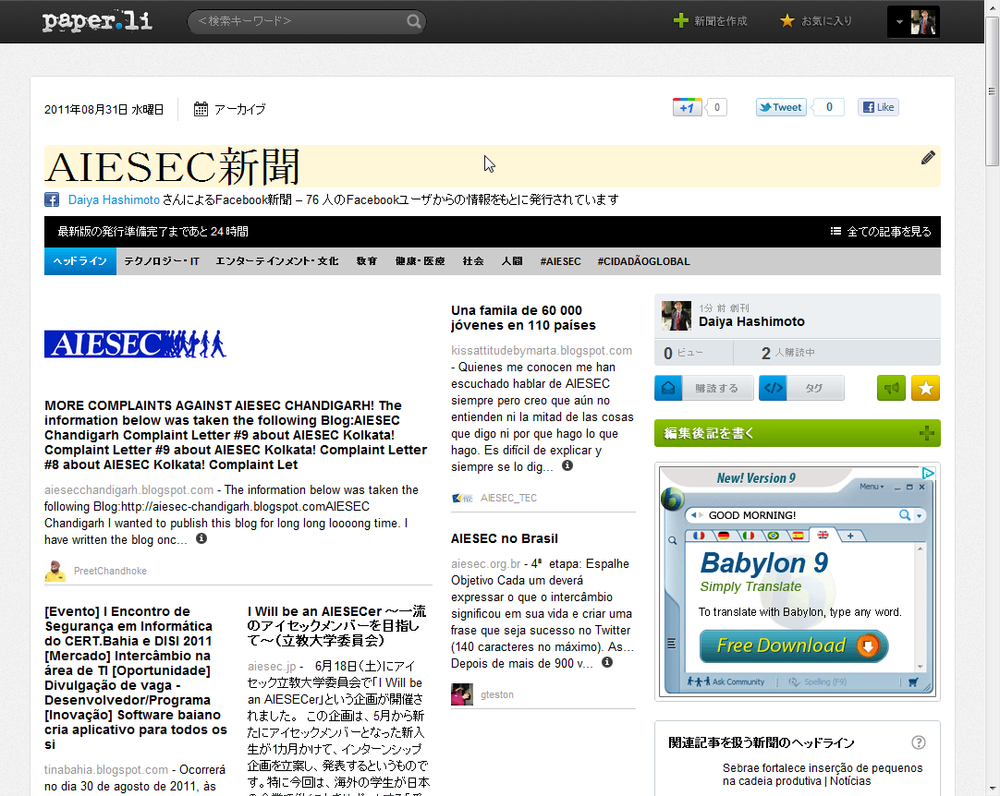 paper.li
<検索キーワード>
新聞を作成
お気に入り
2011年08月31日 水曜日
アーカイブ
+1
0
Tweet
0
Like
AIESEC新聞
Daiya Hashimoto さんによるFacebook新聞 – 76 人のFacebookユーザからの情報をもとに発行されています
最新版の発行準備完了まであと 24 時間
全ての記事を見る
ヘッドライン
テクノロジー・IT
エンターテインメント・文化
教育
健康・医療
社会
人間
#AIESEC
#CIDADÃOGLOBAL
AIESEC
MORE COMPLAINTS AGAINST AIESEC CHANDIGARH! The
information below was taken the following Blog:AIESEC
Chandigarh Complaint Letter #9 about AIESEC Kolkata!
Complaint Letter #9 about AIESEC Kolkata! Complaint Letter
#8 about AIESEC Kolkata! Complaint Let
aiesecchandigarh.blogspot.com - The information below was taken the
following Blog:http://aiesec-chandigarh.blogspot.comAIESEC
Chandigarh I wanted to publish this blog for long long loooong time. I
have written the blog onc...
PreetChandhoke
[Evento] I Encontro de
Segurança em Informática
do CERT.Bahia e DISI 2011
[Mercado] Intercâmbio na
área de TI [Oportunidade]
Divulgação de vaga -
Desenvolvedor/Programa
[Inovação] Software baiano
cria aplicativo para todos os
si
tinabahia.blogspot.com - Ocorrerá
no dia 30 de agosto de 2011, às
I Will be an AIESECer ～一流
のアイセックメンバーを目指し
て～（立教大学委員会）
aiesec.jp - 6月18日（土）にアイ
セック立教大学委員会で「I Will be
an AIESECer」という企画が開催さ
れました。 この企画は、5月から新
たにアイセックメンバーとなった新入
生が1カ月かけて、インターンシップ
企画を立案し、発表するというもので
す。特に今回は、海外の学生が日本
Una famila de 60 000
jóvenes en 110 países
kissattitudebymarta.blogspot.com
- Quienes me conocen me han
escuchado hablar de AIESEC
siempre pero creo que aún no
entienden ni la mitad de las cosas
que digo ni por que hago lo que
hago. Es difícil de explicar y
siempre se lo dig...
AIESEC_TEC
AIESEC no Brasil
aiesec.org.br - 4ª etapa: Espalhe
Objetivo Cada um deverá
expressar o que o intercâmbio
significou em sua vida e criar uma
frase que seja sucesso no Twitter
(140 caracteres no máximo). As...
Depois de mais de 900 v...
gteston
1分 前 創刊
Daiya Hashimoto
0 ビュー
2 人購読中
購読する
タグ
編集後記を書く
New! Version 9
Menu
GOOD MORNING!
Babylon 9
Simply Translate
To translate with Babylon, type any word.
Free Download
Ask Community
Spelling (F9)
関連記事を扱う新聞のヘッドライン
Sebrae fortalece inserção de pequenos
na cadeia produtiva | Notícias